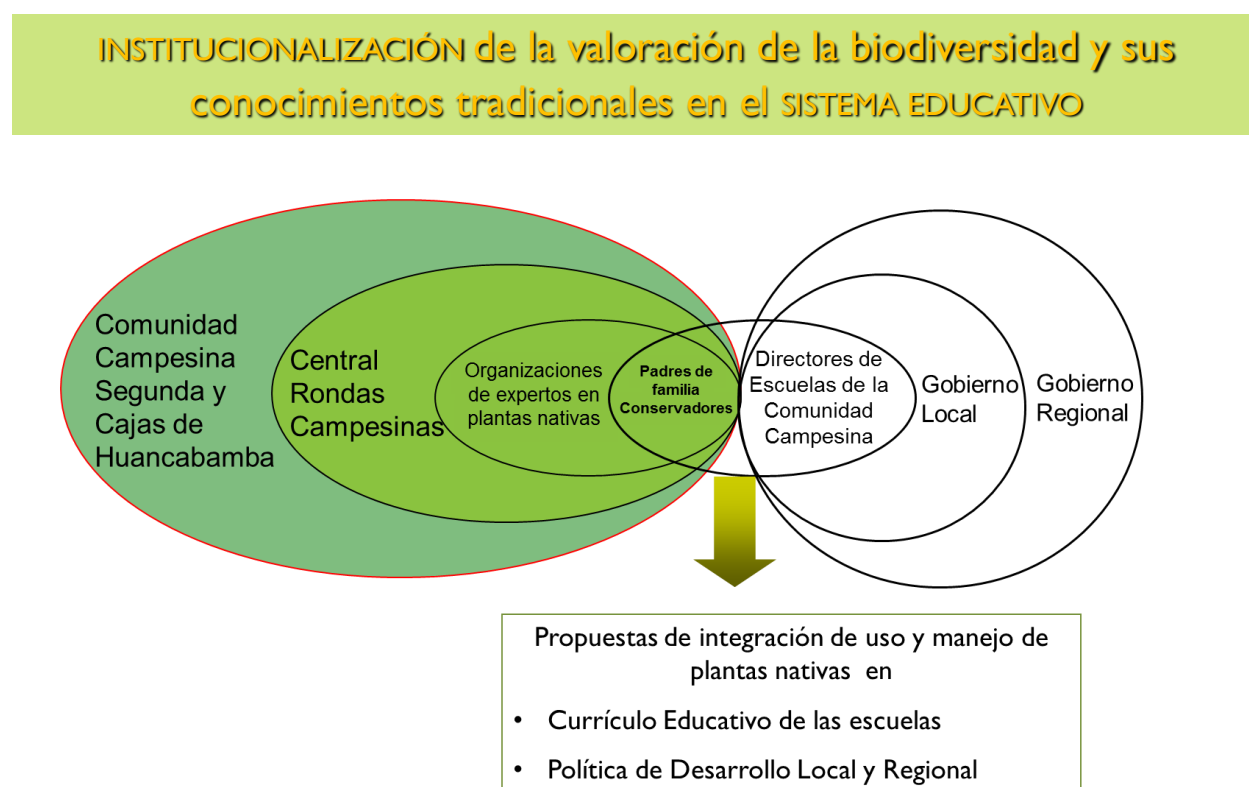 INSTITUCIONALIZACIÓN de la valoración de la biodiversidad y sus
conocimientos tradicionales en el SISTEMA EDUCATIVO
Comunidad
Campesina
Segunda y
Cajas de
Huancabamba
Central
Rondas
Campesinas
Organizaciones
de expertos en
plantas nativas
Padres de
familia
Conservadores
Directores de
Escuelas de la
Comunidad
Campesina
Gobierno
Local
Gobierno
Regional
Propuestas de integración de uso y manejo de
plantas nativas en
• Currículo Educativo de las escuelas
• Política de Desarrollo Local y Regional